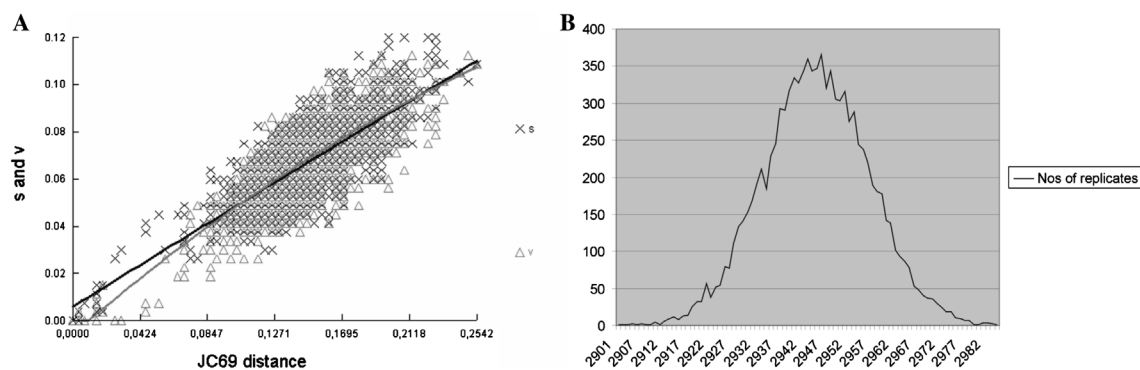 A
s and v
0.12
0.10
0.08
0.06
0.04
0.02
0.00
0,0000 0,0424 0,0847 0,1271 0,1695 0,2118 0,2542
JC69 distance
s
v
B
400
350
300
250
200
150
100
50
0
2901 2907 2912 2917 2922 2927 2932 2937 2942 2947 2952 2957 2962 2967 2972 2977 2982
Nos of replicates